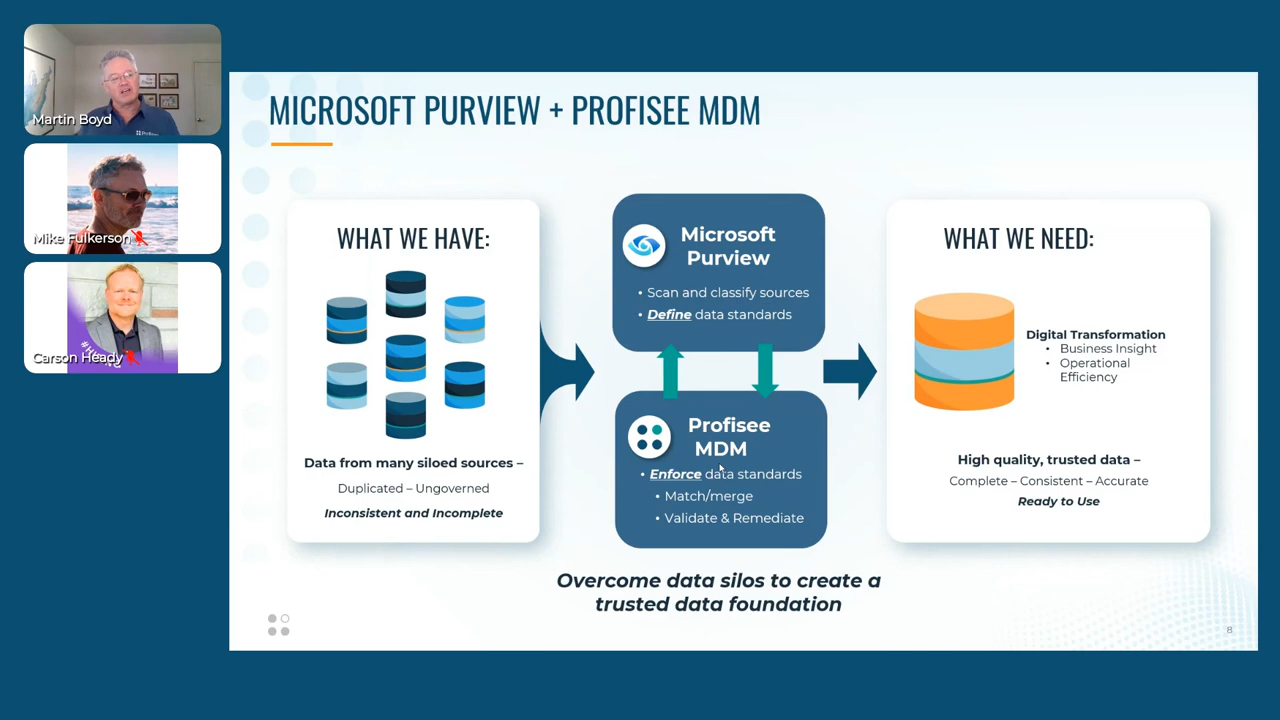 Martin Boyd
Mike Fulkerson
Carson Heady
MICROSOFT PURVIEW + PROFISEE MDM
WHAT WE HAVE:
Data from many siloed sources –
Duplicated – Ungoverned
Inconsistent and Incomplete
Microsoft
Purview
• Scan and classify sources
• Define data standards
Profisee
MDM
• Enforce data standards
• Match/merge
• Validate & Remediate
WHAT WE NEED:
Digital Transformation
• Business Insight
• Operational
Efficiency
High quality, trusted data –
Complete – Consistent – Accurate
Ready to Use
Overcome data silos to create a
trusted data foundation
8